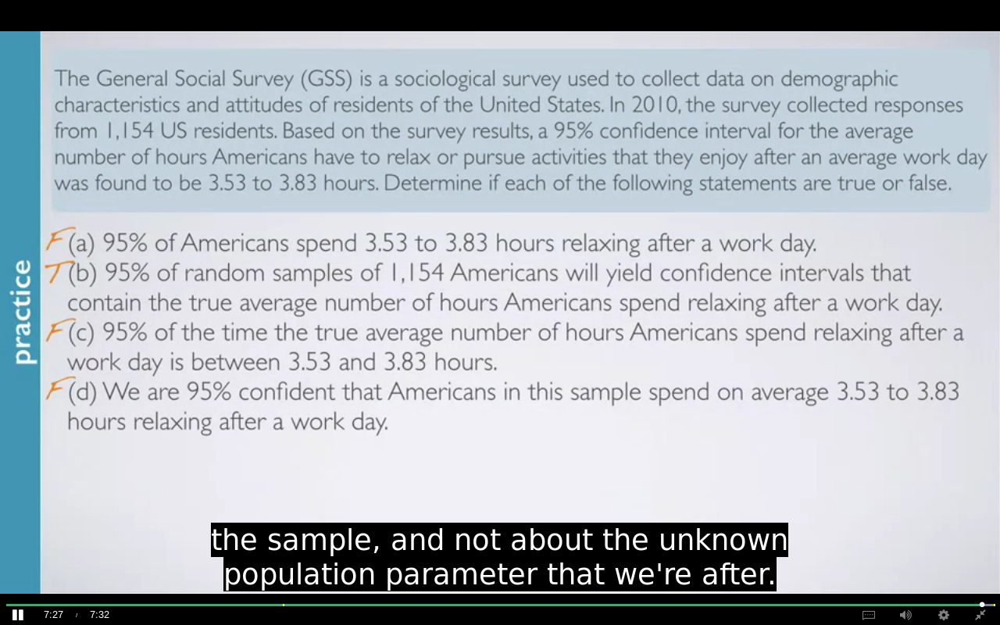 practice
The General Social Survey (GSS) is a sociological survey used to collect data on demographic
characteristics and attitudes of residents of the United States. In 2010, the survey collected responses
from 1,154 US residents. Based on the survey results, a 95% confidence interval for the average
number of hours Americans have to relax or pursue activities that they enjoy after an average work day
was found to be 3.53 to 3.83 hours. Determine if each of the following statements are true or false.
F (a) 95% of Americans spend 3.53 to 3.83 hours relaxing after a work day.
T (b) 95% of random samples of 1,154 Americans will yield confidence intervals that
contain the true average number of hours Americans spend relaxing after a work day.
F (c) 95% of the time the true average number of hours Americans spend relaxing after a
work day is between 3.53 and 3.83 hours.
F (d) We are 95% confident that Americans in this sample spend on average 3.53 to 3.83
hours relaxing after a work day.
the sample, and not about the unknown
population parameter that we're after.
7:27 / 7:32